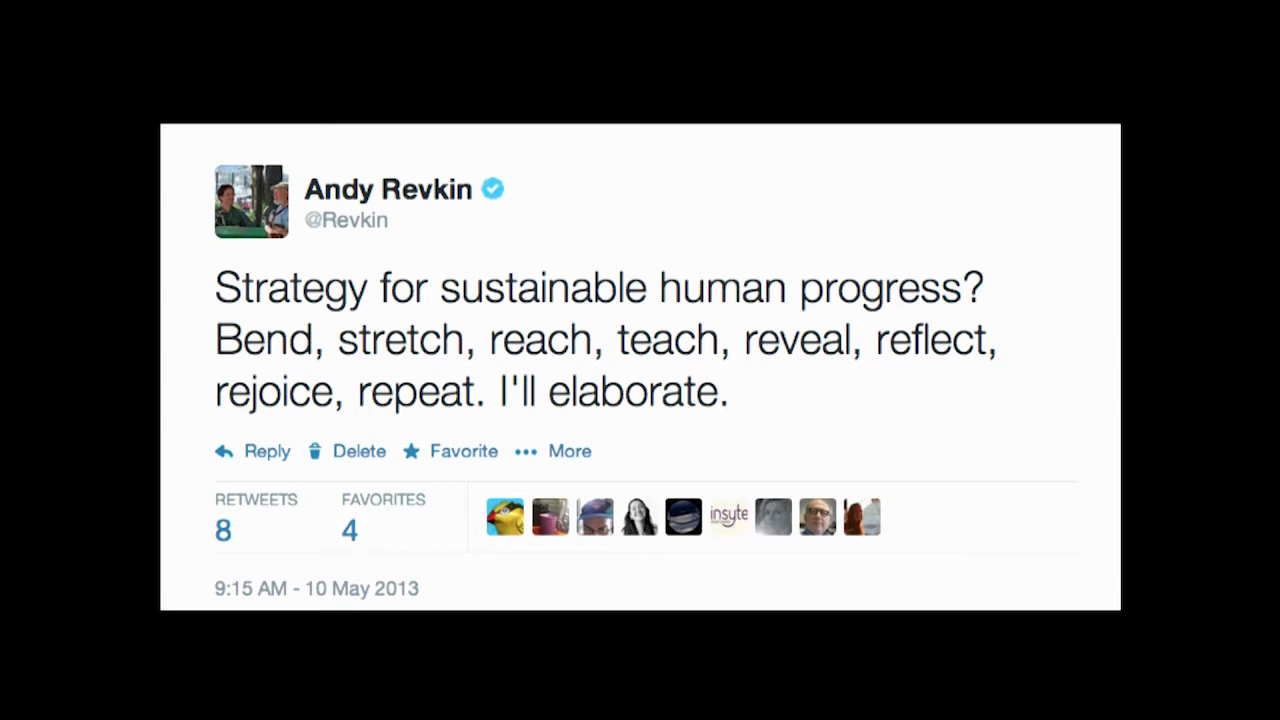 Andy Revkin
@Revkin
Strategy for sustainable human progress?
Bend, stretch, reach, teach, reveal, reflect,
rejoice, repeat. I'll elaborate.
Reply Delete Favorite More
RETWEETS FAVORITES
8 4
insyte
9:15 AM - 10 May 2013